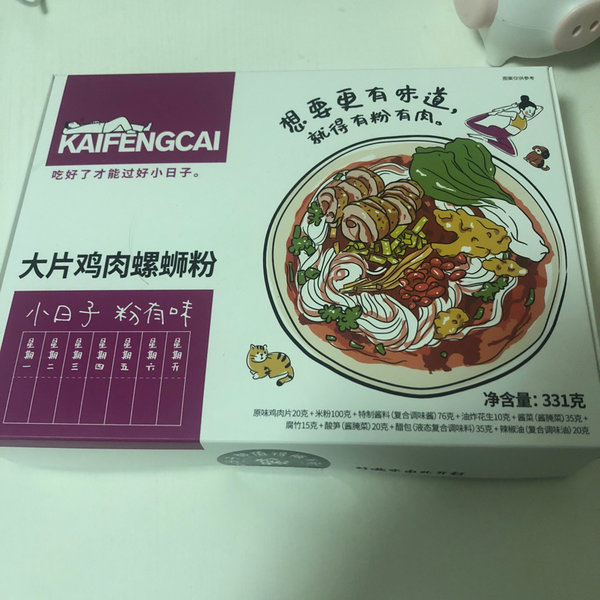 图案仅供参考
想要更有味道,
就得有粉有肉。
KAIFENGCAI
吃好了才能过好小日子。
大片鸡肉螺蛳粉
小日子 粉有味
星期一 星期二 星期三 星期四 星期五 星期六 星期天
净含量: 331克
原味鸡肉片20克+米粉100克+特制酱料(复合调味酱)76克+油炸花生10克+酱菜(酱腌菜)35克+
腐竹15克+酸笋(酱腌菜)20克+醋包(液态复合调味料)35克+辣椒油(复合调味油)20克